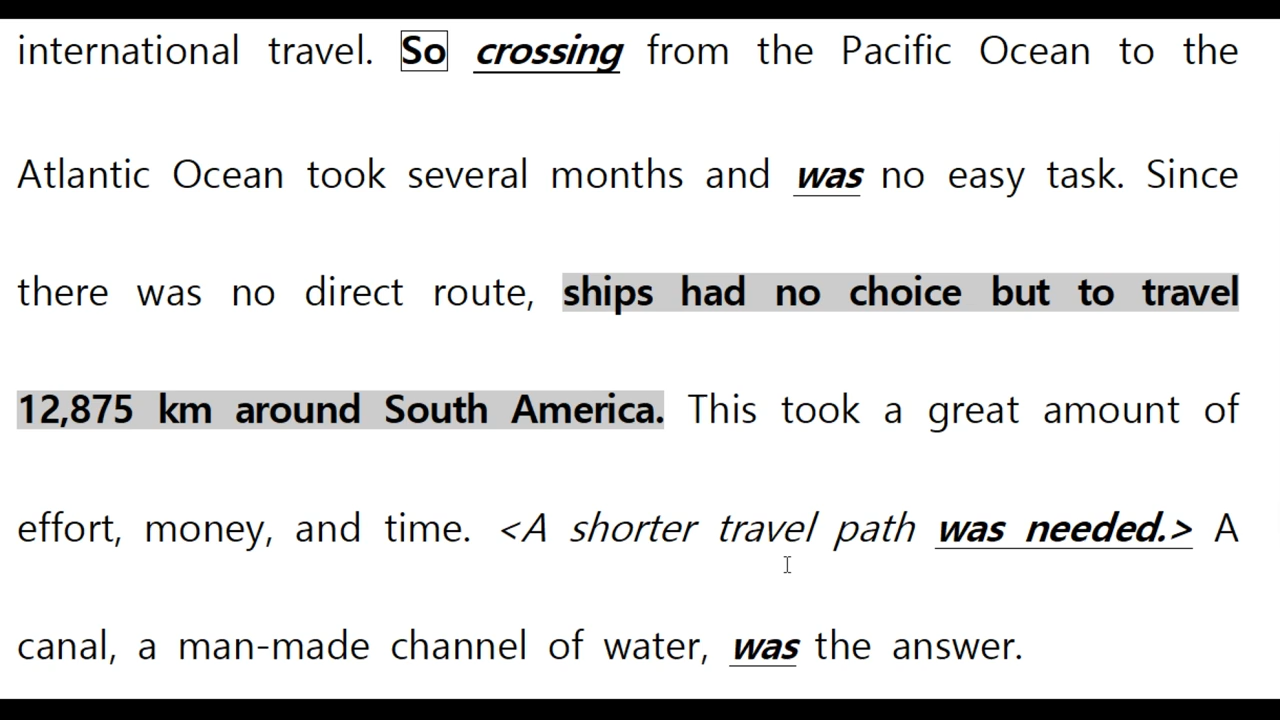 international travel. So crossing from the Pacific Ocean to the
Atlantic Ocean took several months and was no easy task. Since
there was no direct route, ships had no choice but to travel
12,875 km around South America. This took a great amount of
effort, money, and time. <A shorter travel path was needed.> A
canal, a man-made channel of water, was the answer.